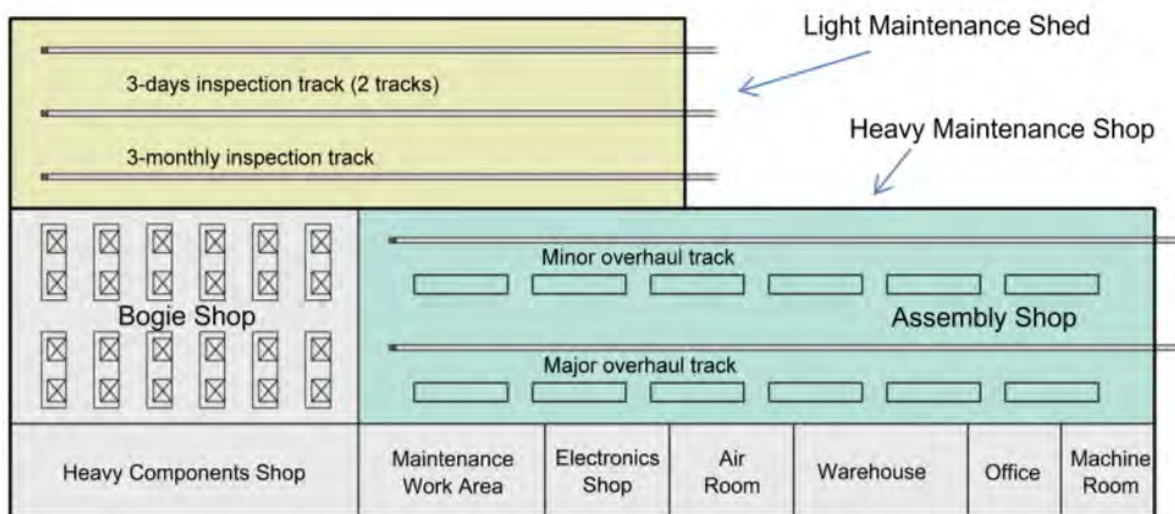 Light Maintenance Shed
3-days inspection track (2 tracks)
Heavy Maintenance Shop
3-monthly inspection track
Minor overhaul track
Bogie Shop
Assembly Shop
Major overhaul track
Heavy Components Shop
Maintenance
Work Area
Electronics
Shop
Air
Room
Warehouse
Office
Machine
Room